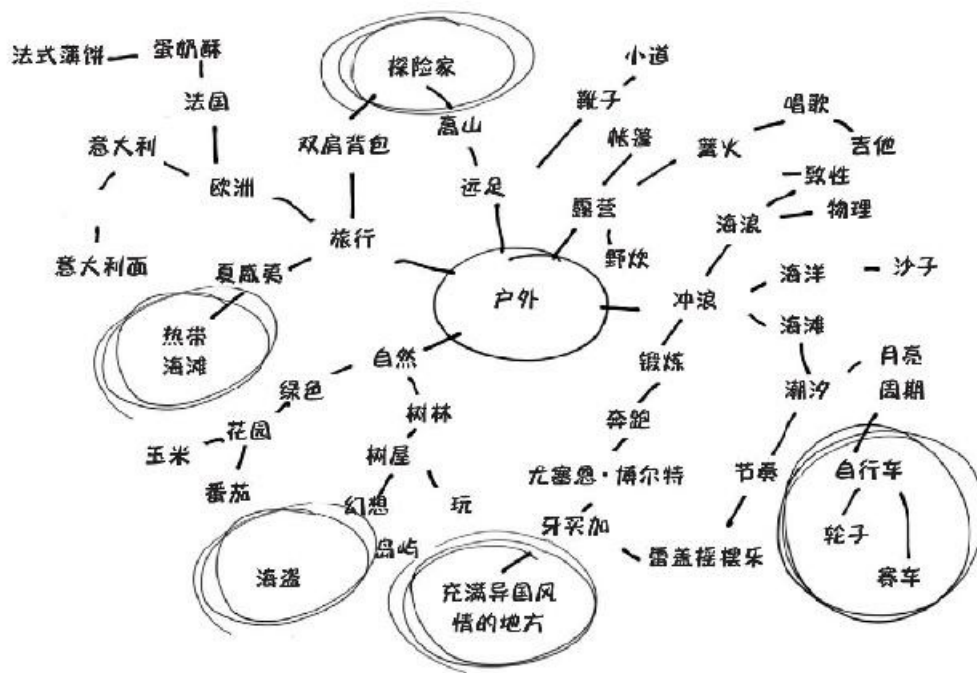 法式薄饼
蛋奶酥
法国
意大利
欧洲
意大利面
双肩背包
旅行
夏威夷
热带
海滩
探险家
高山
远足
小道
靴子
帐篷
露营
野炊
篝火
唱歌
吉他
一致性
物理
海浪
冲浪
海洋
沙子
海滩
潮汐
月亮
周期
自行车
轮子
赛车
节奏
雷盖摇摆乐
锻炼
奔跑
尤塞恩·博尔特
牙买加
充满异国风
情的地方
户外
自然
绿色
花园
玉米
番茄
树林
树屋
玩
幻想
岛屿
海盗